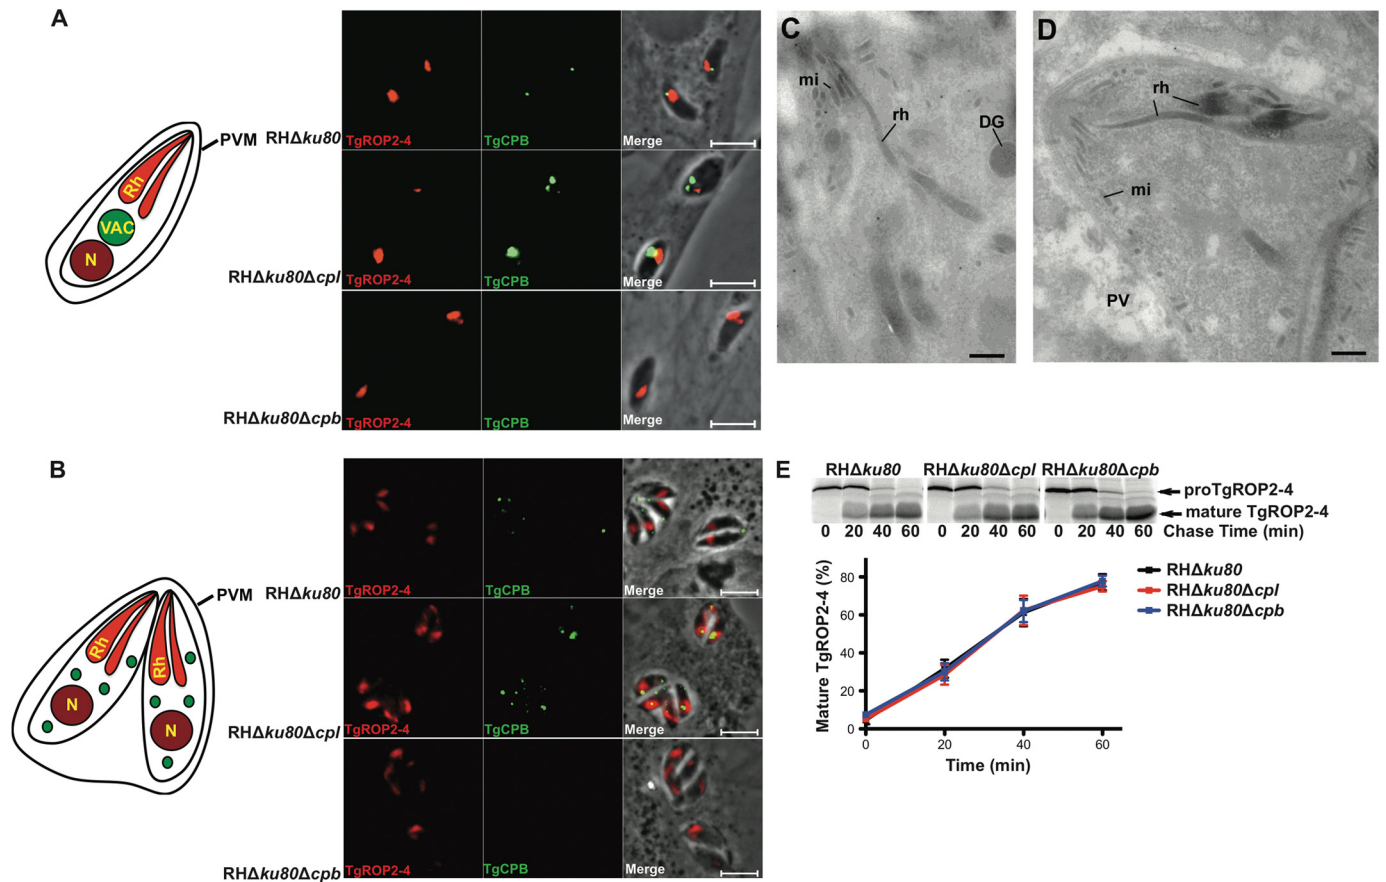 A
PVM
RHΔku80
Rh
VAC
N
TgROP2-4 TgCPB Merge
RHΔku80Δcpl
TgROP2-4 TgCPB Merge
RHΔku80Δcpb
TgROP2-4 TgCPB Merge
B
PVM
RHΔku80
Rh Rh
N N
TgROP2-4 TgCPB Merge
RHΔku80Δcpl
TgROP2-4 TgCPB Merge
RHΔku80Δcpb
TgROP2-4 TgCPB Merge
C
mi
rh
DG
D
rh
mi
PV
E
RHΔku80 RHΔku80Δcpl RHΔku80Δcpb
proTgROP2-4
mature TgROP2-4
0 20 40 60 0 20 40 60 0 20 40 60 Chase Time (min)
Mature TgROP2-4 (%)
80
60
40
20
0
0 20 40 60
Time (min)
RHΔku80
RHΔku80Δcpl
RHΔku80Δcpb